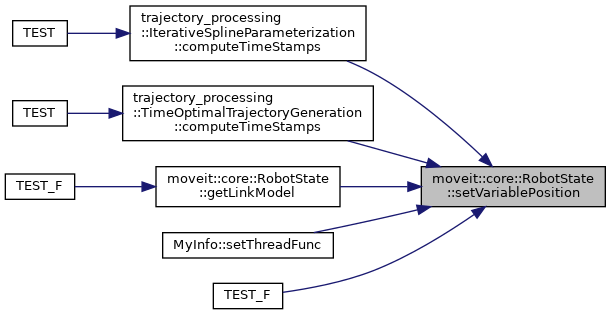 TEST
trajectory_processing
::IterativeSplineParameterization
::computeTimeStamps
TEST
trajectory_processing
::TimeOptimalTrajectoryGeneration
::computeTimeStamps
TEST_F
moveit::core::RobotState
::getLinkModel
moveit::core::RobotState
::setVariablePosition
MyInfo::setThreadFunc
TEST_F